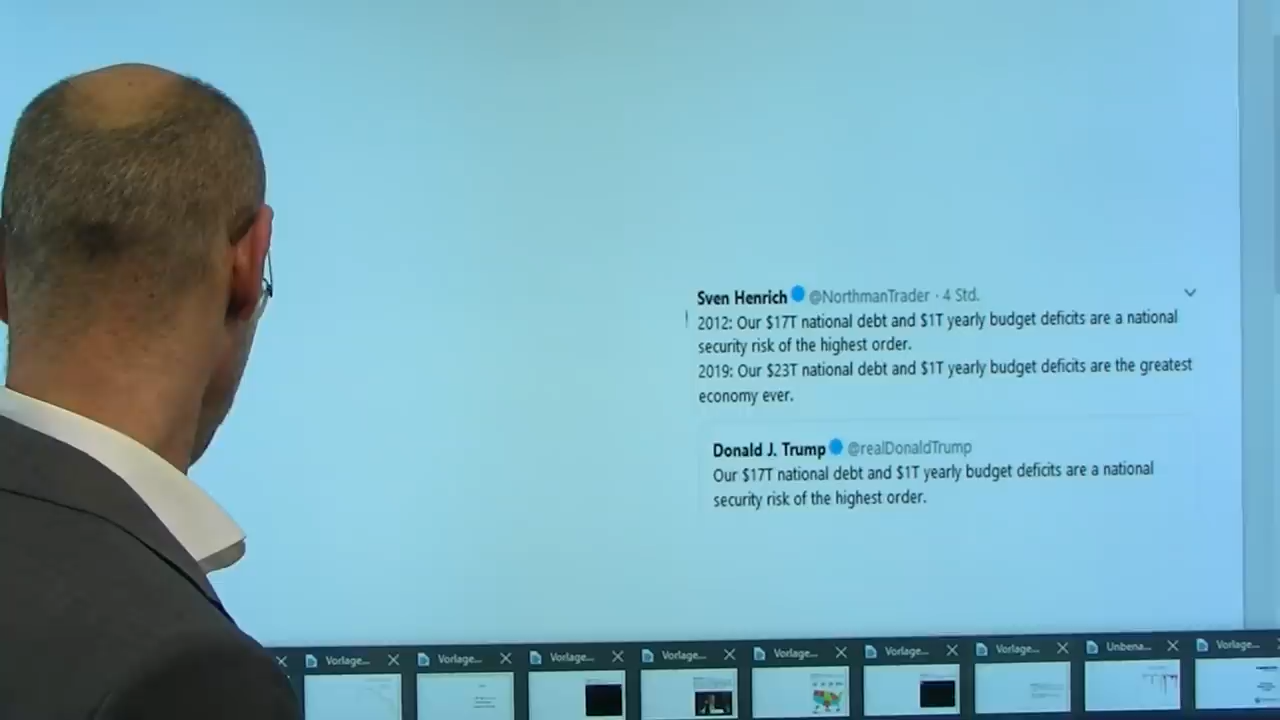 Sven Henrich @NorthmanTrader · 4 Std.
2012: Our $17T national debt and $1T yearly budget deficits are a national
security risk of the highest order.
2019: Our $23T national debt and $1T yearly budget deficits are the greatest
economy ever.
Donald J. Trump @realDonaldTrump
Our $17T national debt and $1T yearly budget deficits are a national
security risk of the highest order.
Vorlage... Vorlage... Vorlage... Vorlage... Vorlage... Vorlage... Vorlage... Unbena... Vorlage...